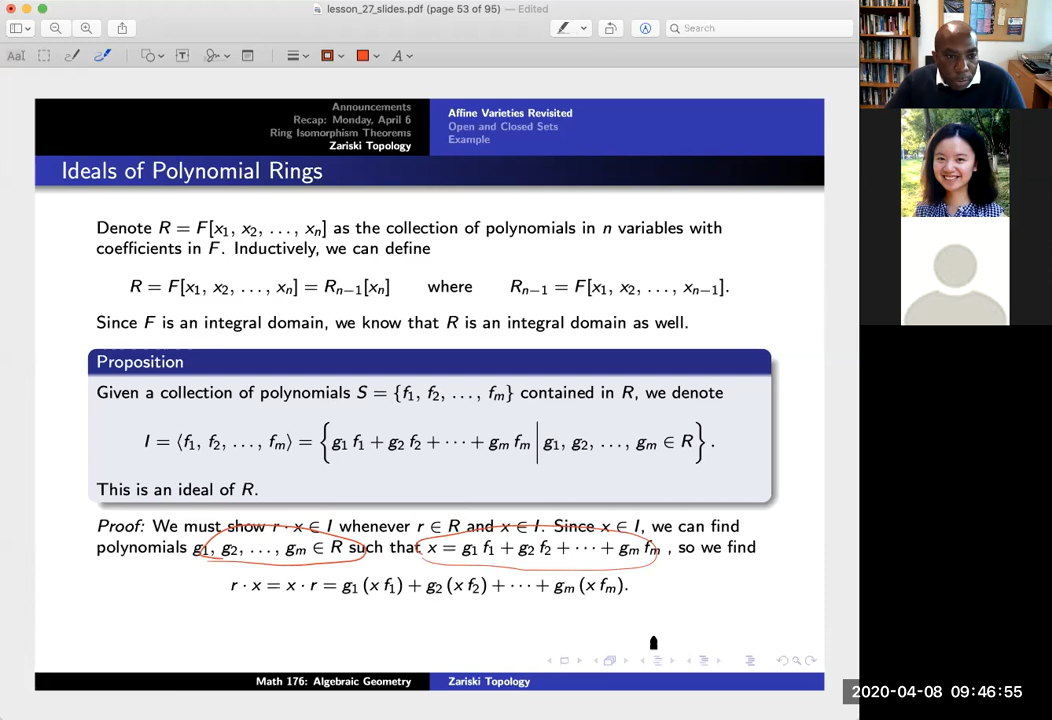 lesson_27_slides.pdf (page 53 of 95) — Edited
Search
Announcements
Recap: Monday, April 6
Ring Isomorphism Theorems
Zariski Topology
Affine Varieties Revisited
Open and Closed Sets
Example
Ideals of Polynomial Rings
Denote R = F[x₁, x₂, ..., xₙ] as the collection of polynomials in n variables with
coefficients in F. Inductively, we can define
R = F[x₁, x₂, ..., xₙ] = Rₙ₋₁[xₙ] where Rₙ₋₁ = F[x₁, x₂, ..., xₙ₋₁].
Since F is an integral domain, we know that R is an integral domain as well.
Proposition
Given a collection of polynomials S = {f₁, f₂, ..., fₘ} contained in R, we denote
I = ⟨f₁, f₂, ..., fₘ⟩ = {g₁ f₁ + g₂ f₂ + ··· + gₘ fₘ | g₁, g₂, ..., gₘ ∈ R}.
This is an ideal of R.
Proof: We must show r · x ∈ I whenever r ∈ R and x ∈ I. Since x ∈ I, we can find
polynomials g₁, g₂, ..., gₘ ∈ R such that x = g₁ f₁ + g₂ f₂ + ··· + gₘ fₘ , so we find
r · x = x · r = g₁ (x f₁) + g₂ (x f₂) + ··· + gₘ (x fₘ).
Math 176: Algebraic Geometry
Zariski Topology
2020-04-08 09:46:55